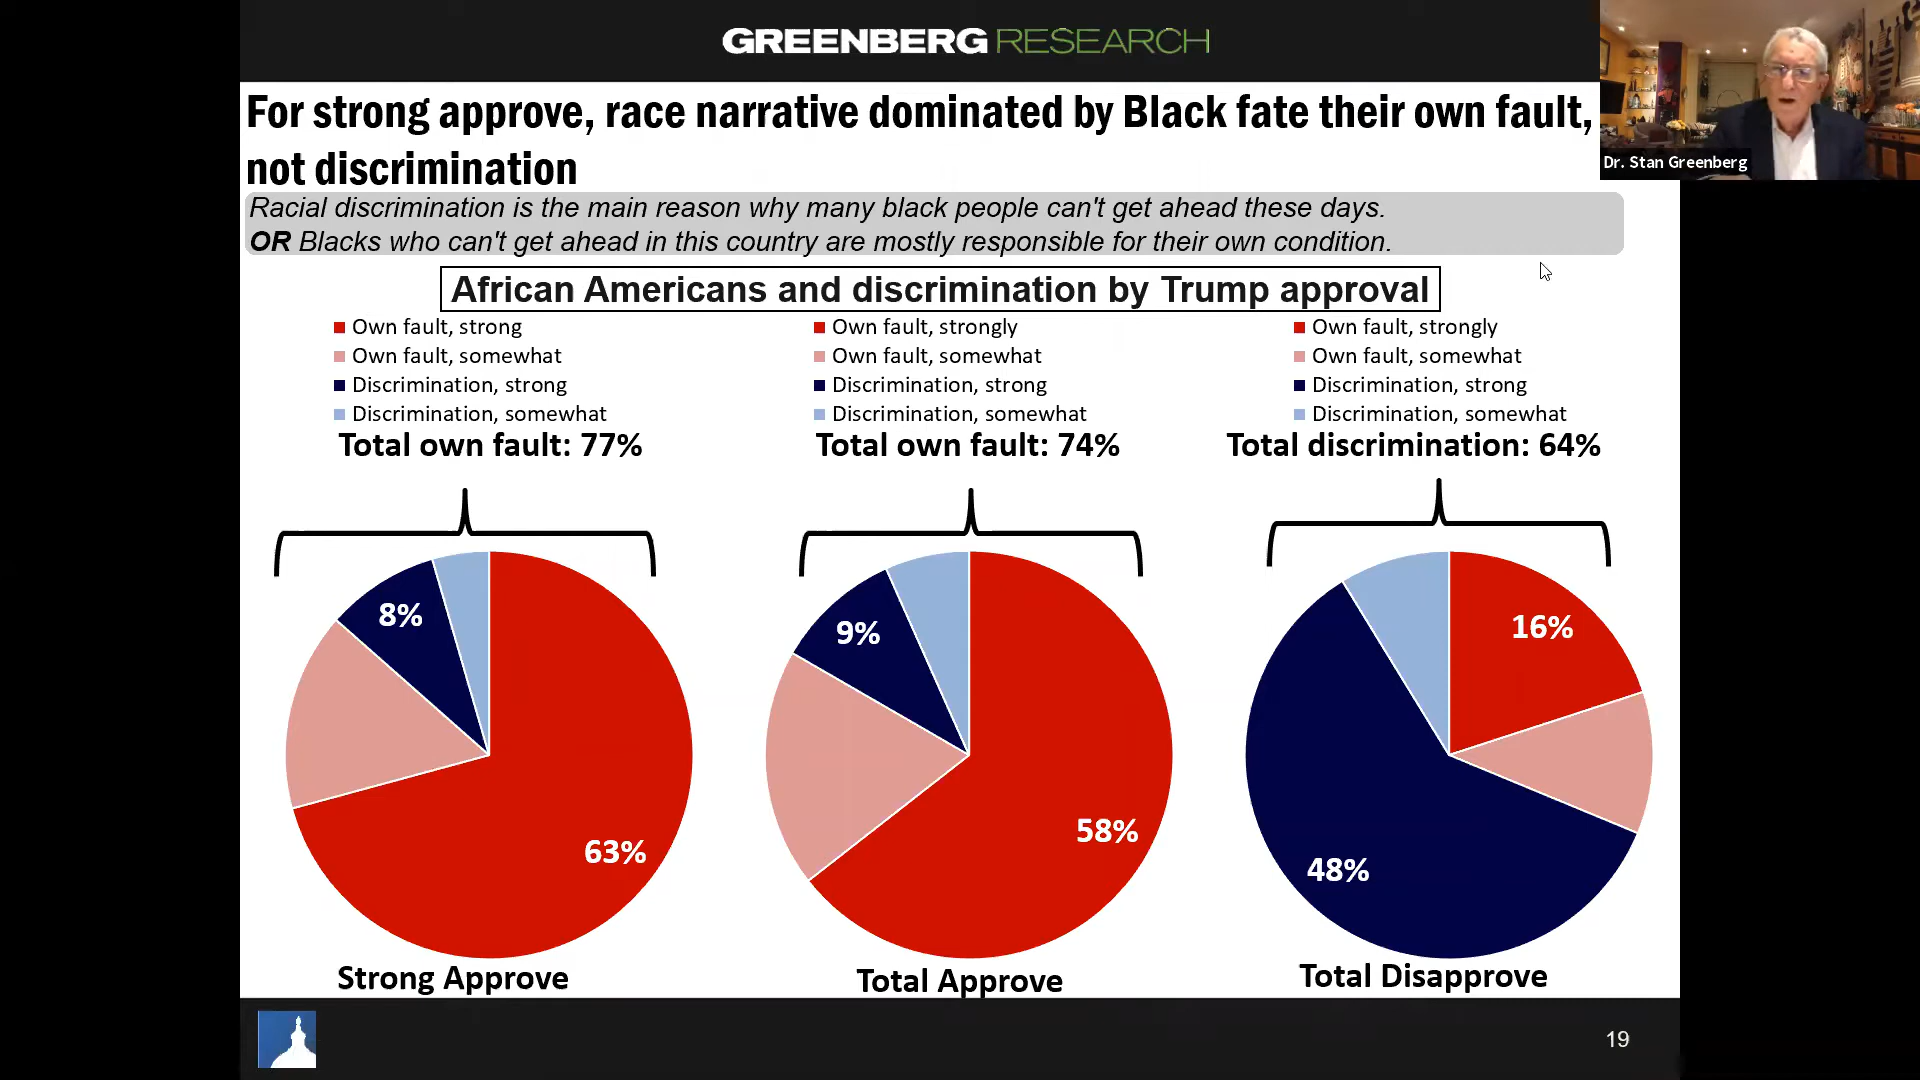 GREENBERG RESEARCH
Dr. Stan Greenberg
For strong approve, race narrative dominated by Black fate their own fault,
not discrimination
Racial discrimination is the main reason why many black people can't get ahead these days.
OR Blacks who can't get ahead in this country are mostly responsible for their own condition.
African Americans and discrimination by Trump approval
Own fault, strong
Own fault, somewhat
Discrimination, strong
Discrimination, somewhat
Total own fault: 77%
8%
63%
Strong Approve
Own fault, strongly
Own fault, somewhat
Discrimination, strong
Discrimination, somewhat
Total own fault: 74%
9%
58%
Total Approve
Own fault, strongly
Own fault, somewhat
Discrimination, strong
Discrimination, somewhat
Total discrimination: 64%
16%
48%
Total Disapprove
19